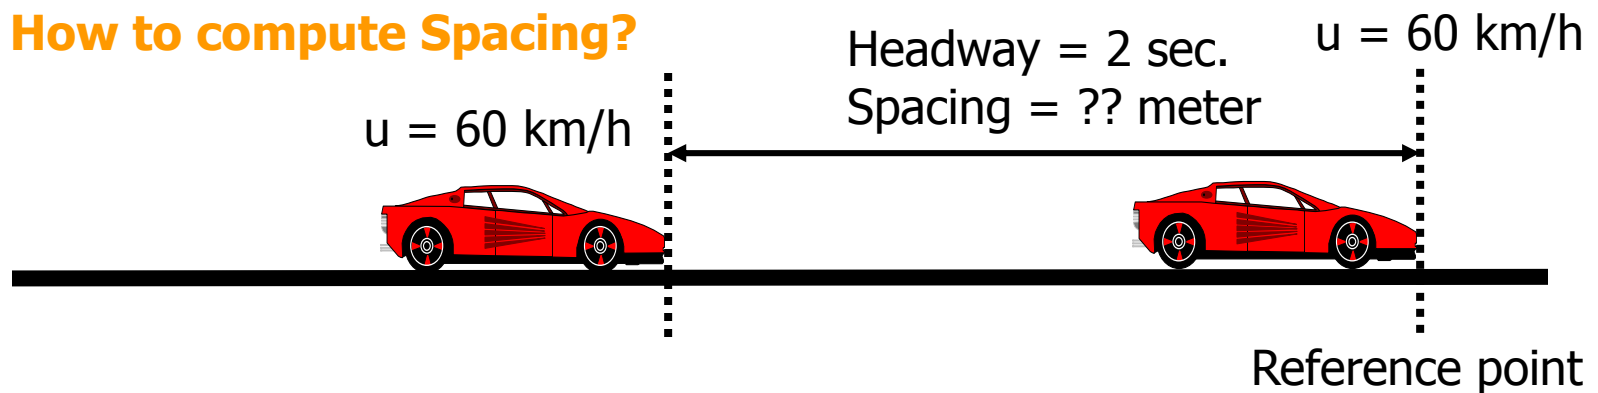 How to compute Spacing?
Headway = 2 sec.
Spacing = ?? meter
u = 60 km/h
u = 60 km/h
Reference point